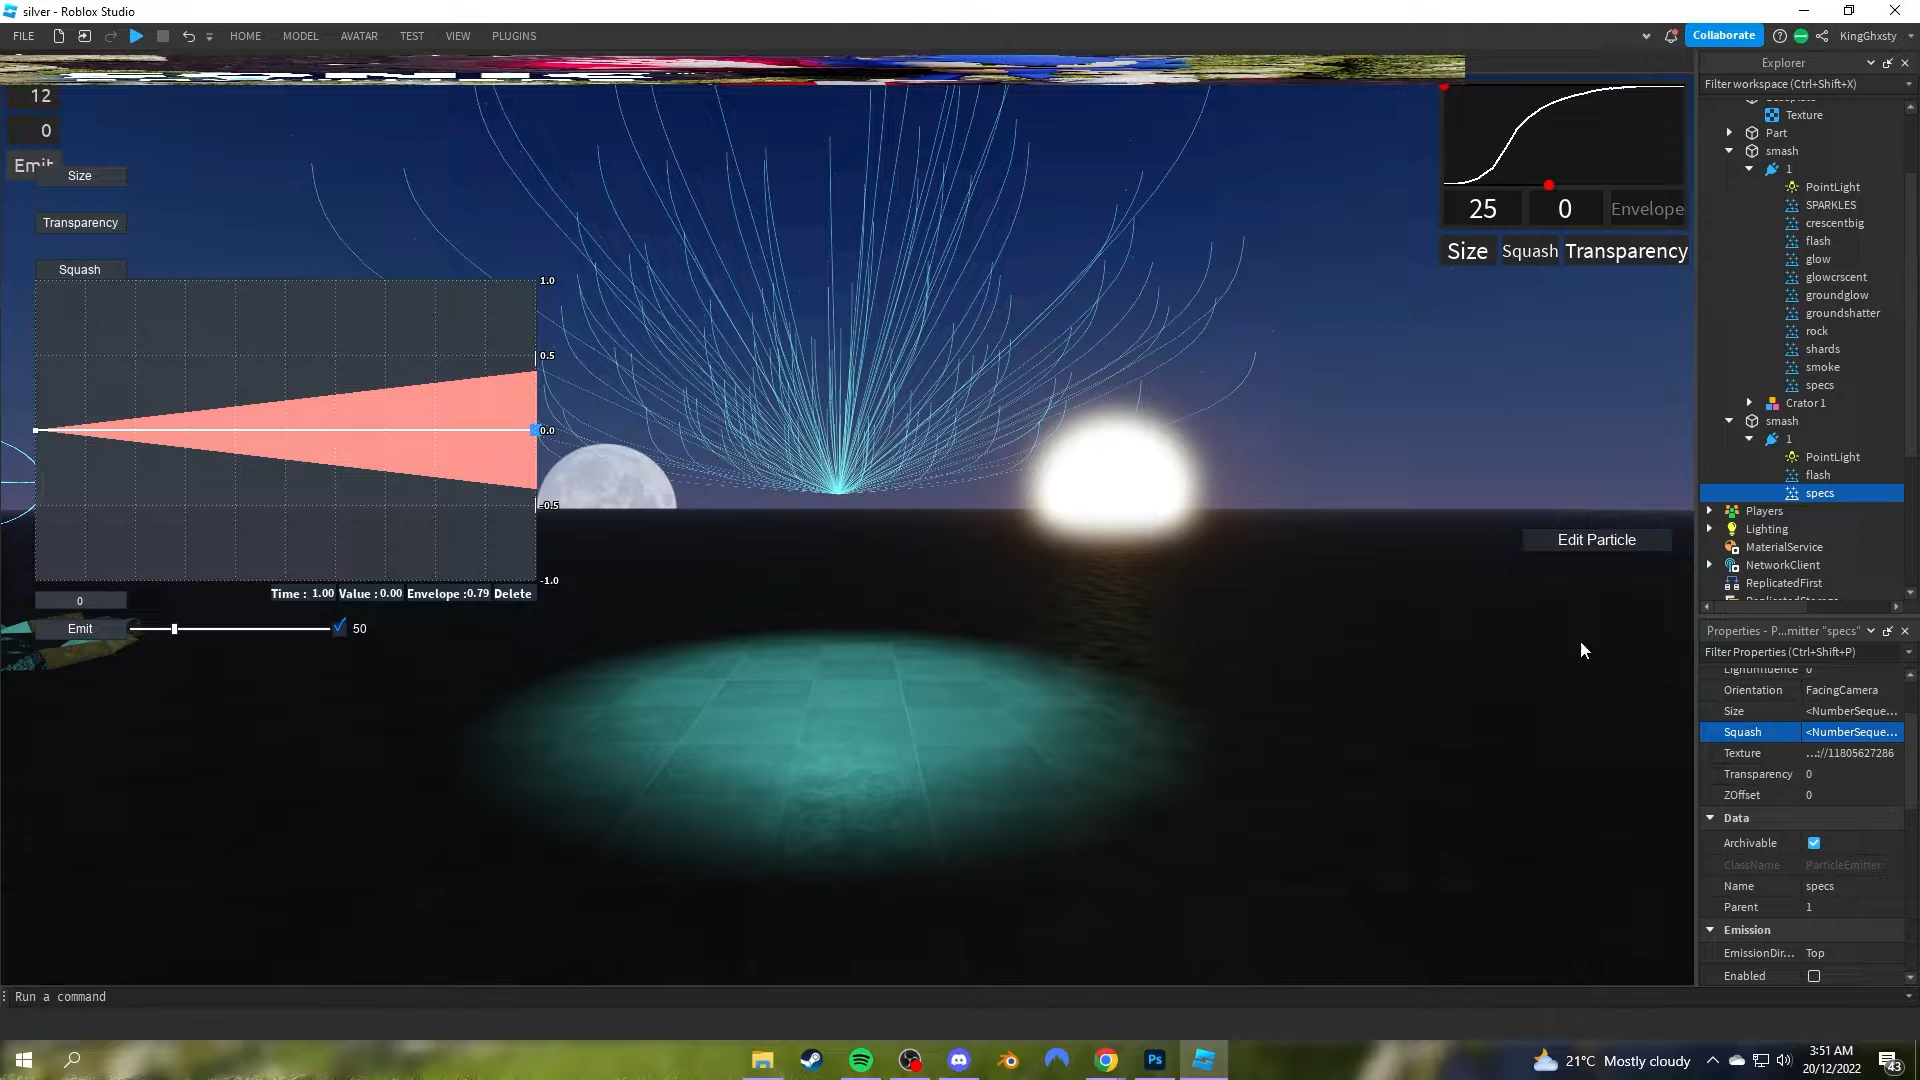 silver - Roblox Studio
FILE HOME MODEL AVATAR TEST VIEW PLUGINS Collaborate KingGhxsty
12
0
Emit
Size
Transparency
Squash
1.0
0.5
0.0
-0.5
-1.0
Time : 1.00 Value : 0.00 Envelope :0.79 Delete
0
Emit 50
25 0 Envelope
Size Squash Transparency
Edit Particle
Explorer
Filter workspace (Ctrl+Shift+X)
Texture
Part
smash
1
PointLight
SPARKLES
crescentbig
flash
glow
glowcrscent
groundglow
groundshatter
rock
shards
smoke
specs
Crator1
smash
1
PointLight
flash
specs
Players
Lighting
MaterialService
NetworkClient
ReplicatedFirst
Properties - P...mitter "specs"
Filter Properties (Ctrl+Shift+P)
LightInfluence 0
Orientation FacingCamera
Size <NumberSeque...
Squash <NumberSeque...
Texture ...://11805627286
Transparency 0
ZOffset 0
Data
Archivable
ClassName ParticleEmitter
Name specs
Parent 1
Emission
EmissionDir... Top
Enabled
Run a command
Ps
21°C Mostly cloudy
3:51 AM
20/12/2022
43